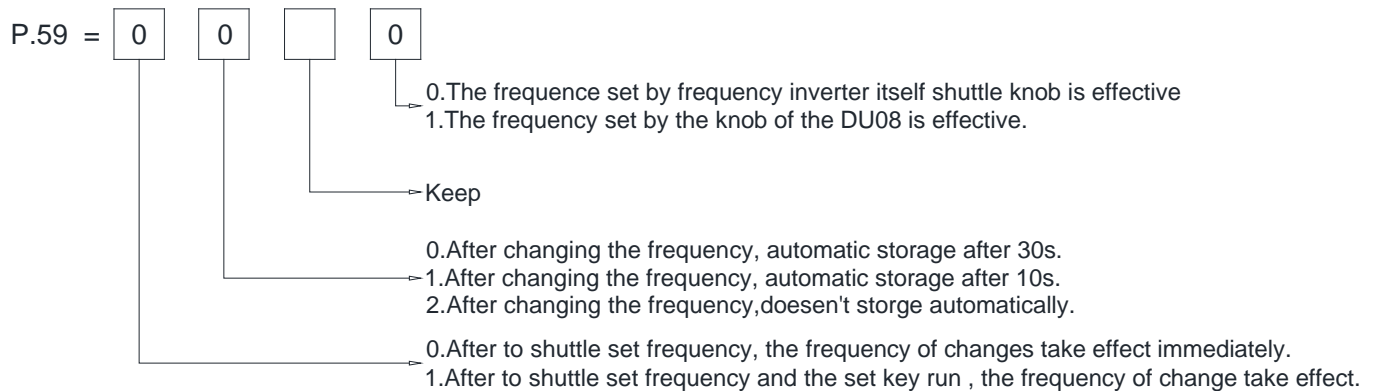 P.59 = 0 0 0
0.The frequence set by frequency inverter itself shuttle knob is effective
1.The frequency set by the knob of the DU08 is effective.
Keep
0.After changing the frequency, automatic storage after 30s.
1.After changing the frequency, automatic storage after 10s.
2.After changing the frequency,doesen't storge automatically.
0.After to shuttle set frequency, the frequency of changes take effect immediately.
1.After to shuttle set frequency and the set key run , the frequency of change take effect.